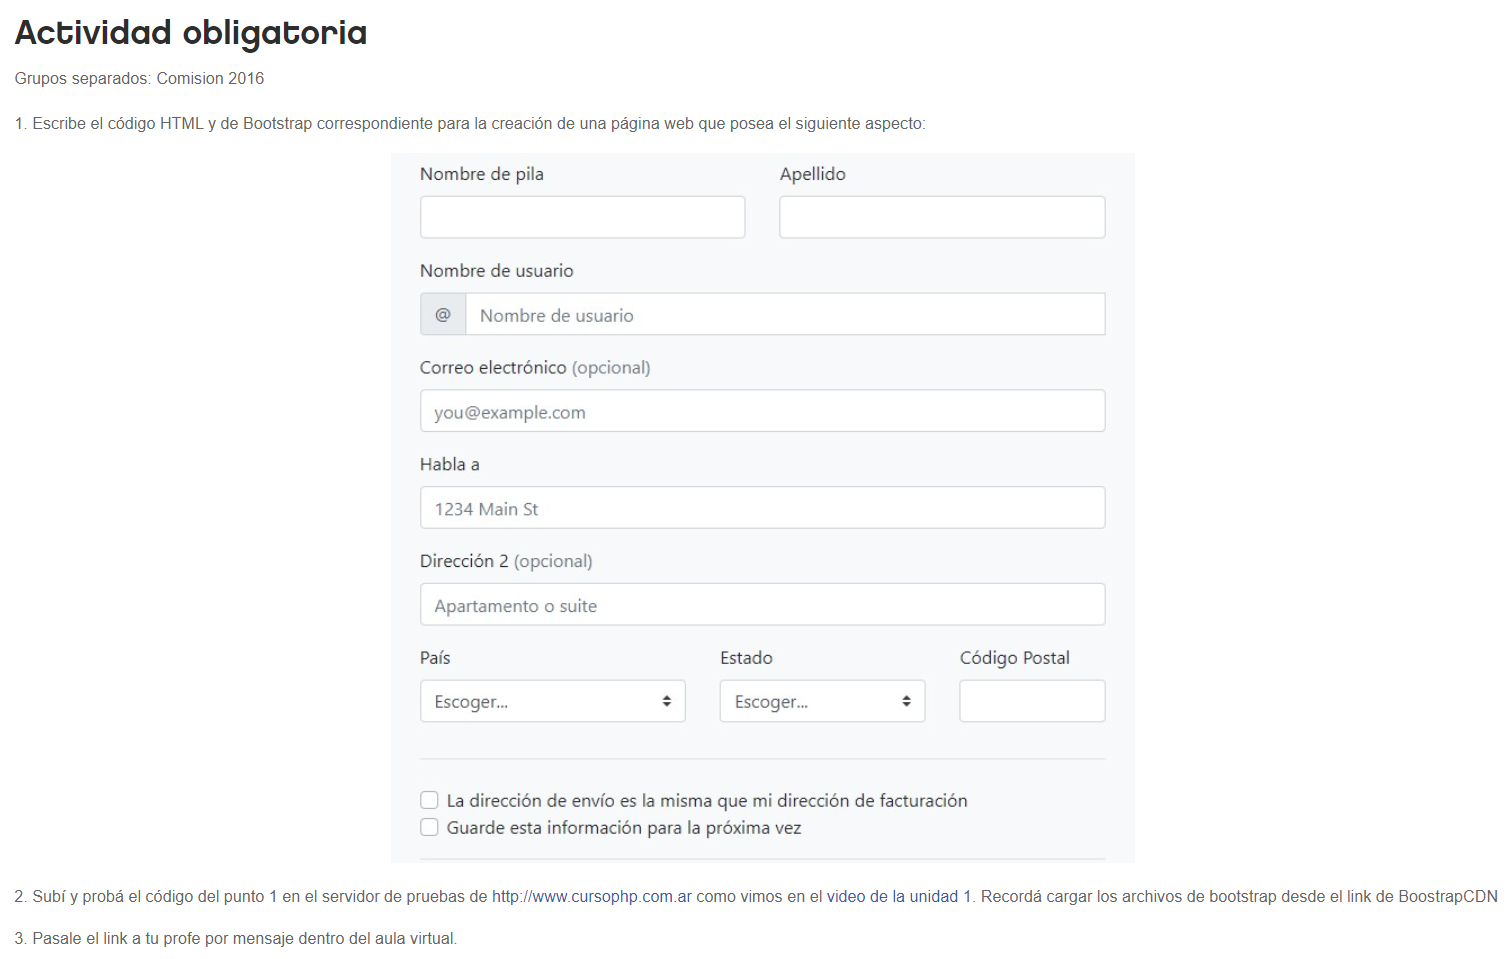 Actividad obligatoria
Grupos separados: Comision 2016
1. Escribe el código HTML y de Bootstrap correspondiente para la creación de una página web que posea el siguiente aspecto:
Nombre de pila Apellido
Nombre de usuario
@ Nombre de usuario
Correo electrónico (opcional)
you@example.com
Habla a
1234 Main St
Dirección 2 (opcional)
Apartamento o suite
País Estado Código Postal
Escoger... Escoger...
La dirección de envío es la misma que mi dirección de facturación
Guarde esta información para la próxima vez
2. Subí y probá el código del punto 1 en el servidor de pruebas de http://www.cursophp.com.ar como vimos en el video de la unidad 1. Recordá cargar los archivos de bootstrap desde el link de BoostrapCDN
3. Pasale el link a tu profe por mensaje dentro del aula virtual.